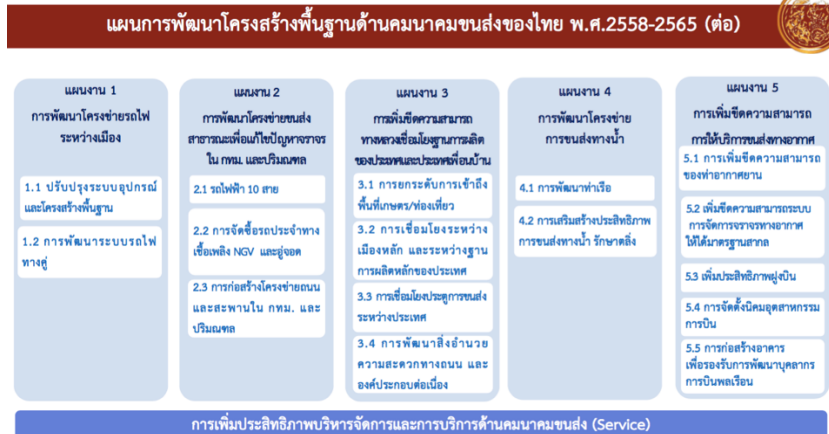 แผนการพัฒนาโครงสร้างพื้นฐานด้านคมนาคมขนส่งของไทย พ.ศ.2558-2565 (ต่อ)
แผนงาน 1
การพัฒนาโครงข่ายรถไฟ
ระหว่างเมือง
1.1 ปรับปรุงระบบอุปกรณ์
และโครงสร้างพื้นฐาน
1.2 การพัฒนาระบบรถไฟ
ทางคู่
แผนงาน 2
การพัฒนาโครงข่ายขนส่ง
สาธารณะเพื่อแก้ไขปัญหาจราจร
ใน กทม. และปริมณฑล
2.1 รถไฟฟ้า 10 สาย
2.2 การจัดซื้อรถประจำทาง
เชื้อเพลิง NGV และอู่จอด
2.3 การก่อสร้างโครงข่ายถนน
และสะพานใน กทม. และ
ปริมณฑล
แผนงาน 3
การเพิ่มขีดความสามารถ
ทางหลวงเชื่อมโยงฐานการผลิต
ของประเทศและประเทศเพื่อนบ้าน
3.1 การยกระดับการเข้าถึง
พื้นที่เกษตร/ท่องเที่ยว
3.2 การเชื่อมโยงระหว่าง
เมืองหลัก และระหว่างฐาน
การผลิตหลักของประเทศ
3.3 การเชื่อมโยงประตูการขนส่ง
ระหว่างประเทศ
3.4 การพัฒนาสิ่งอำนวย
ความสะดวกทางถนน และ
องค์ประกอบต่อเนื่อง
แผนงาน 4
การพัฒนาโครงข่าย
การขนส่งทางน้ำ
4.1 การพัฒนาท่าเรือ
4.2 การเสริมสร้างประสิทธิภาพ
การขนส่งทางน้ำ รักษาตลิ่ง
แผนงาน 5
การเพิ่มขีดความสามารถ
การให้บริการขนส่งทางอากาศ
5.1 การเพิ่มขีดความสามารถ
ของท่าอากาศยาน
5.2 เพิ่มขีดความสามารถระบบ
การจัดการจราจรทางอากาศ
ให้ได้มาตรฐานสากล
5.3 เพิ่มประสิทธิภาพฝูงบิน
5.4 การจัดตั้งนิคมอุตสาหกรรม
การบิน
5.5 การก่อสร้างอาคาร
เพื่อรองรับการพัฒนาบุคลากร
การบินพลเรือน
การเพิ่มประสิทธิภาพบริหารจัดการและการบริการด้านคมนาคมขนส่ง (Service)